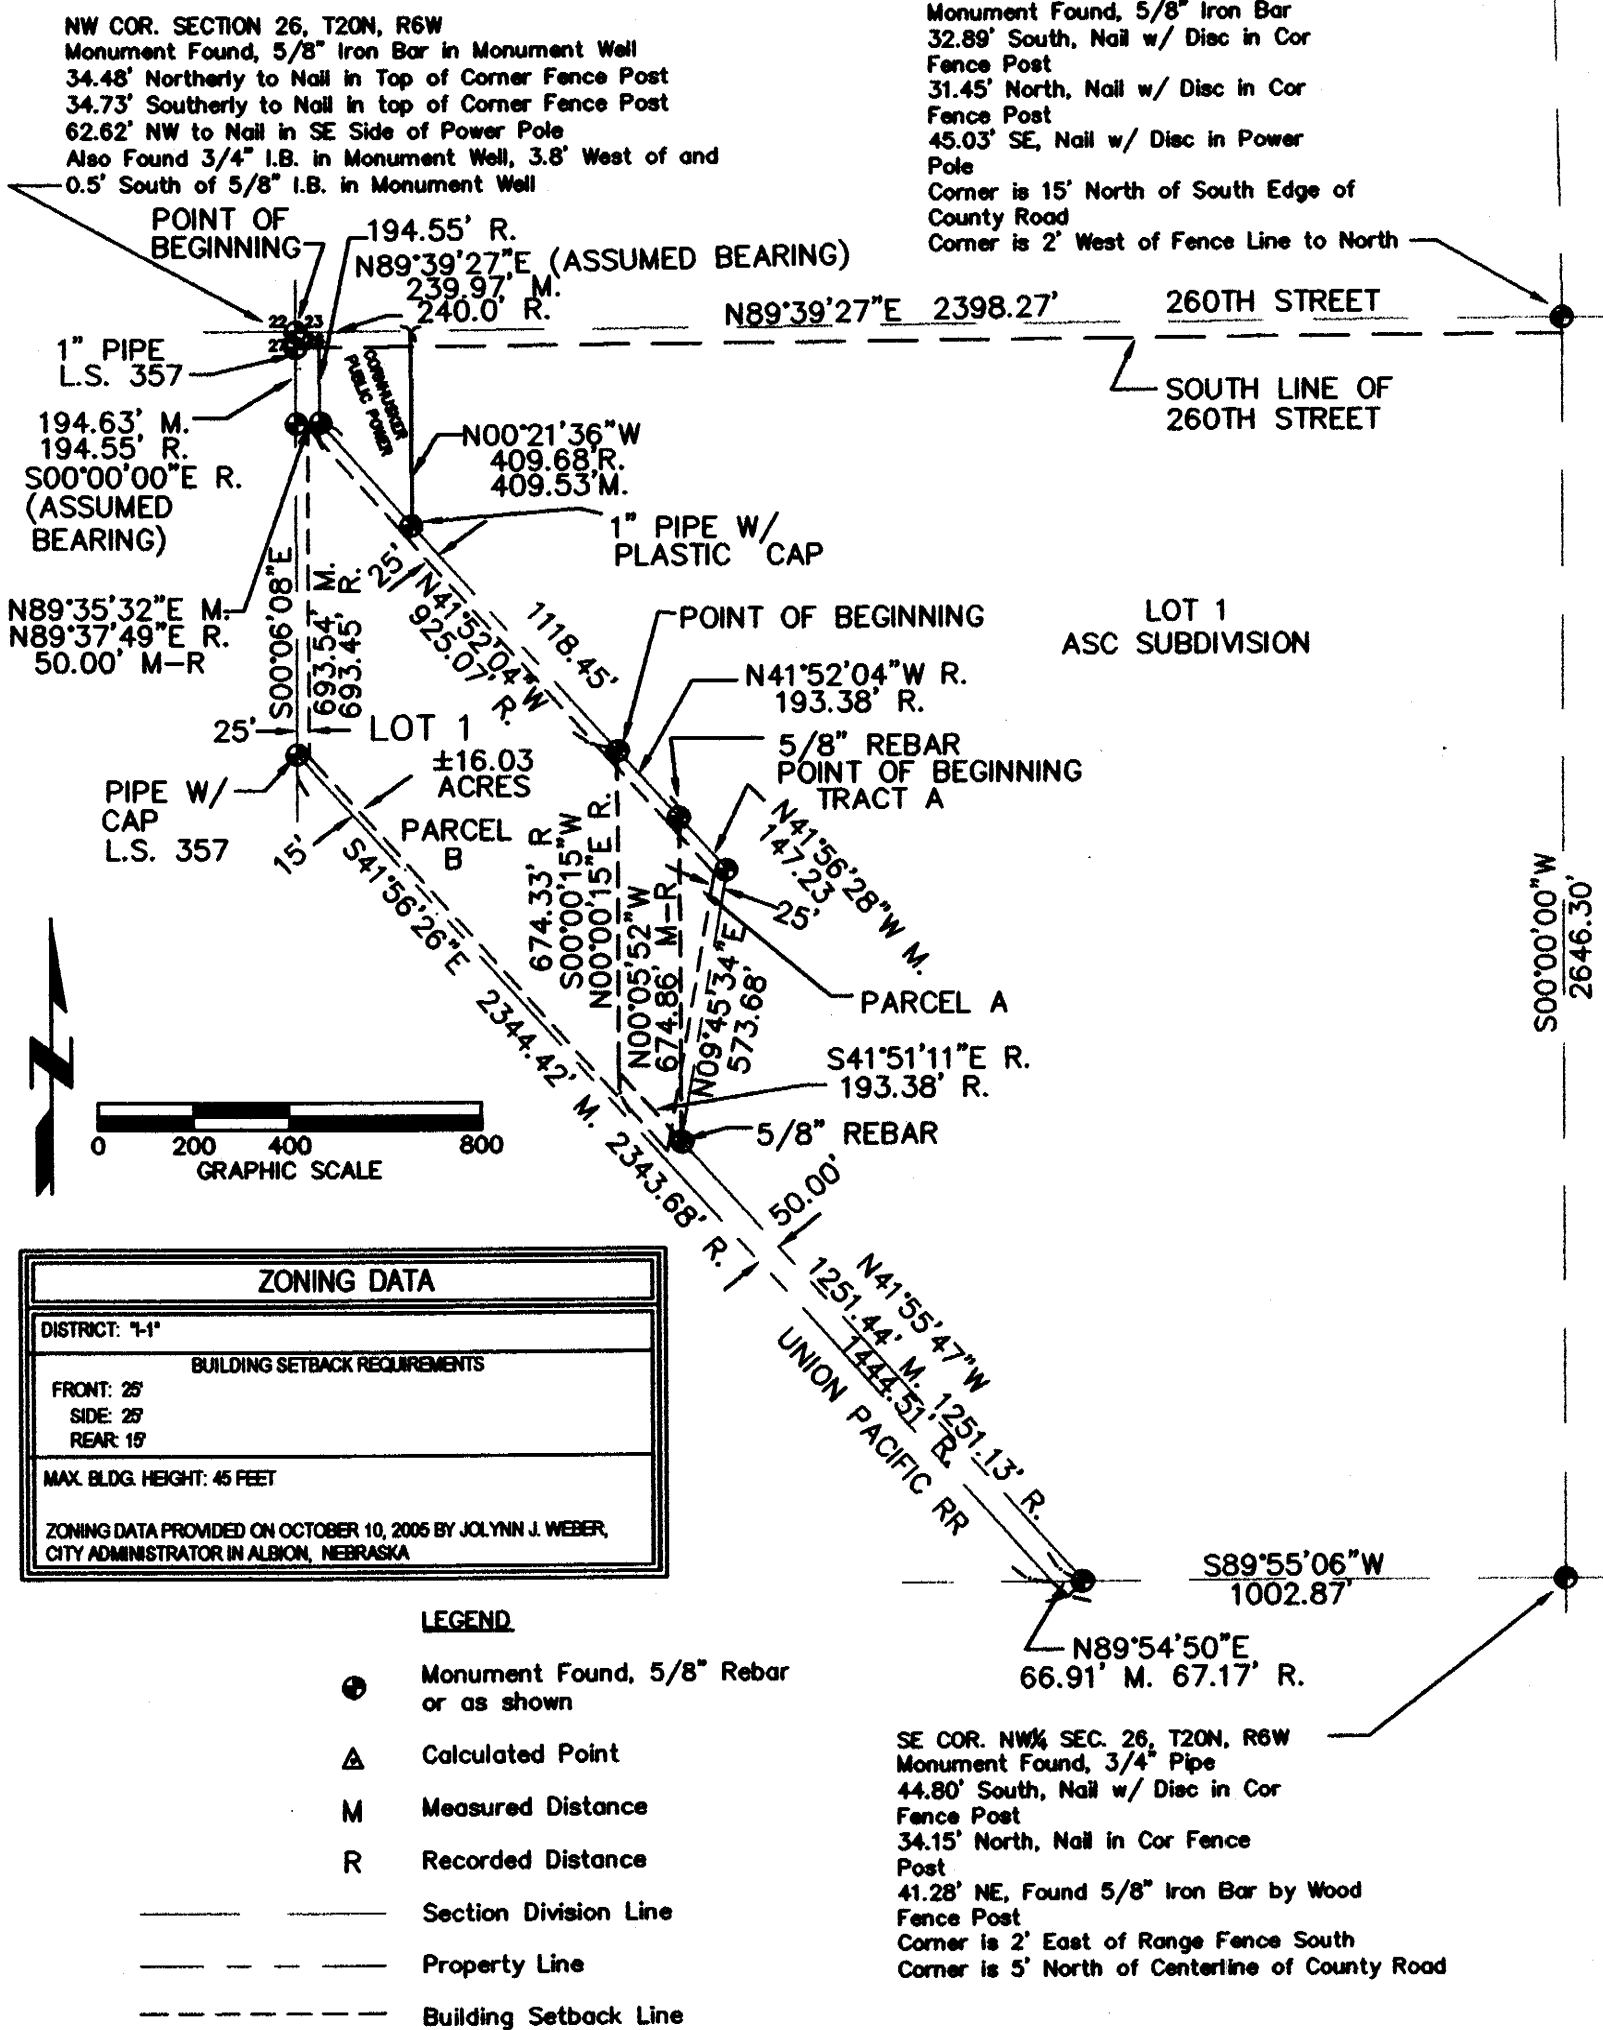 NW COR. SECTION 26, T20N, R6W
Monument Found, 5/8" Iron Bar in Monument Well
34.48' Northerly to Nail in Top of Corner Fence Post
34.73' Southerly to Nail in top of Corner Fence Post
62.62' NW to Nail in SE Side of Power Pole
Also Found 3/4" I.B. in Monument Well, 3.8' West of and
0.5' South of 5/8" I.B. in Monument Well
Monument Found, 5/8" Iron Bar
32.89' South, Nail w/ Disc in Cor
Fence Post
31.45' North, Nail w/ Disc in Cor
Fence Post
45.03' SE, Nail w/ Disc in Power
Pole
Corner is 15' North of South Edge of
County Road
Corner is 2' West of Fence Line to North
POINT OF
BEGINNING
194.55' R.
N89°39'27"E (ASSUMED BEARING)
239.97' M.
240.0' R.
N89°39'27"E 2398.27'
260TH STREET
22 23
27
1" PIPE
L.S. 357
CORNHUSKER
PUBLIC POWER
SOUTH LINE OF
260TH STREET
194.63' M.
194.55' R.
S00°00'00"E R.
(ASSUMED
BEARING)
N00°21'36"W
409.68'R.
409.53'M.
1" PIPE W/
PLASTIC CAP
25'
N41°52'04"W
925.07' R.
1118.45'
N89°35'32"E M.
N89°37'49"E R.
50.00' M-R
S00°06'08"E
693.54' M.
693.45' R.
POINT OF BEGINNING
LOT 1
ASC SUBDIVISION
N41°52'04"W R.
193.38' R.
25'
LOT 1
±16.03
ACRES
5/8" REBAR
POINT OF BEGINNING
TRACT A
PIPE W/
CAP
L.S. 357
15'
PARCEL
B
N41°56'28"W M.
147.23'
25'
S41°56'26"E 2344.42' M. 2343.68' R.
674.33' R
S00°00'15"W
N00°00'15"E R.
N00°05'52"W
674.86' M-R
N09°45'34"E
573.68'
PARCEL A
S00°00'00"W
2646.30'
S41°51'11"E R.
193.38' R.
5/8" REBAR
0 200 400 800
GRAPHIC SCALE
50.00'
N41°55'47"W
1251.44' M. 1251.13' R.
1444.51' R.
UNION PACIFIC RR
ZONING DATA
DISTRICT: "I-1"
BUILDING SETBACK REQUIREMENTS
FRONT: 25'
SIDE: 25'
REAR: 15'
MAX. BLDG. HEIGHT: 45 FEET
ZONING DATA PROVIDED ON OCTOBER 10, 2005 BY JOLYNN J. WEBER,
CITY ADMINISTRATOR IN ALBION, NEBRASKA
S89°55'06"W
1002.87'
N89°54'50"E
66.91' M. 67.17' R.
LEGEND
Monument Found, 5/8" Rebar
or as shown
Calculated Point
M Measured Distance
R Recorded Distance
Section Division Line
Property Line
Building Setback Line
SE COR. NW¼ SEC. 26, T20N, R6W
Monument Found, 3/4" Pipe
44.80' South, Nail w/ Disc in Cor
Fence Post
34.15' North, Nail in Cor Fence
Post
41.28' NE, Found 5/8" Iron Bar by Wood
Fence Post
Corner is 2' East of Range Fence South
Corner is 5' North of Centerline of County Road